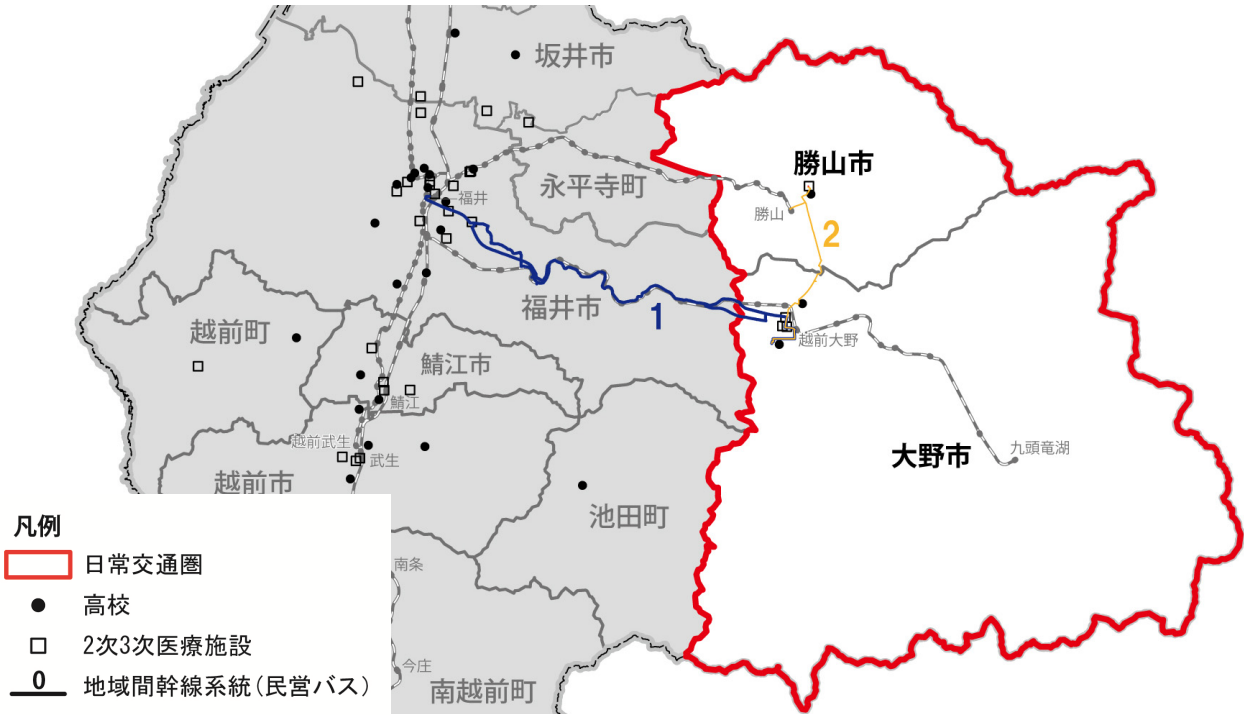 坂井市
勝山市
永平寺町
福井
勝山
2
福井市
1
越前町
越前大野
鯖江市
鯖江
越前武生
武生
大野市
九頭竜湖
越前市
池田町
凡例
日常交通圏
南条
高校
2次3次医療施設
今庄
0
地域間幹線系統(民営バス)
南越前町